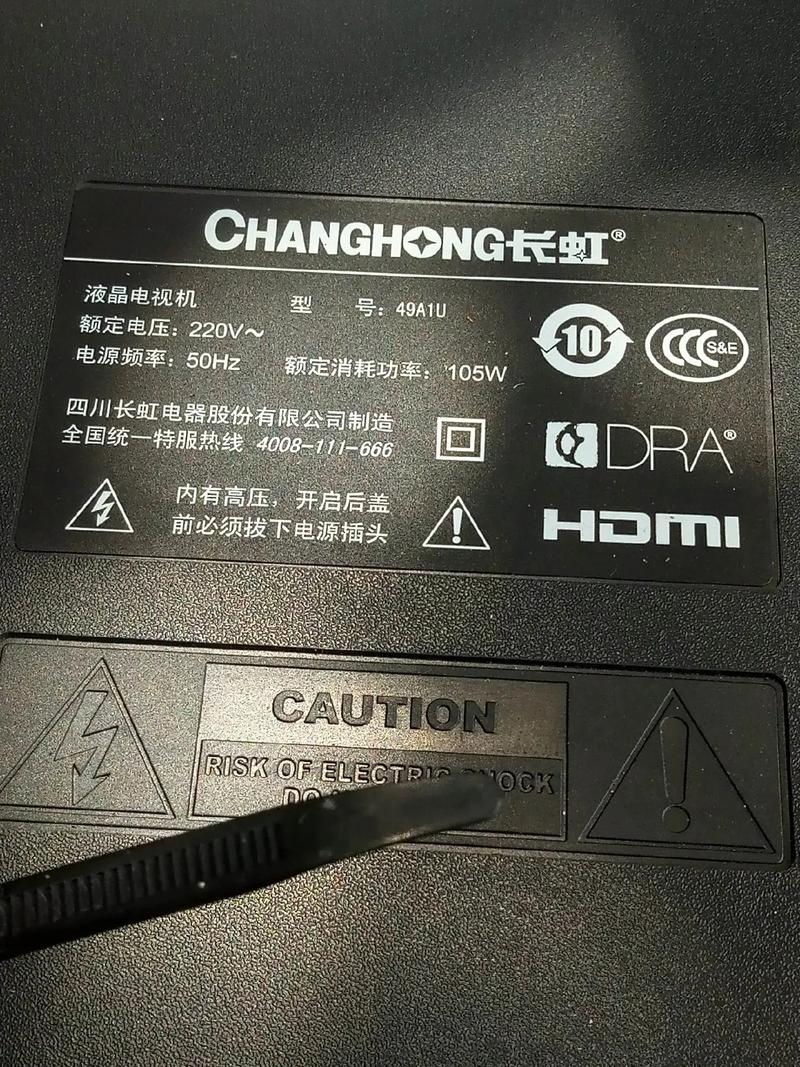 CHANGHONG长虹®
液晶电视机 型 号：49A1U
额定电压：220V～
电源频率：50Hz 额定消耗功率：105W
10
CCC S&E
四川长虹电器股份有限公司制造
全国统一特服热线 4008-111-666
DRA®
内有高压，开启后盖
前必须拔下电源插头
HDMI
CAUTION
RISK OF ELECTRIC SHOCK
DO